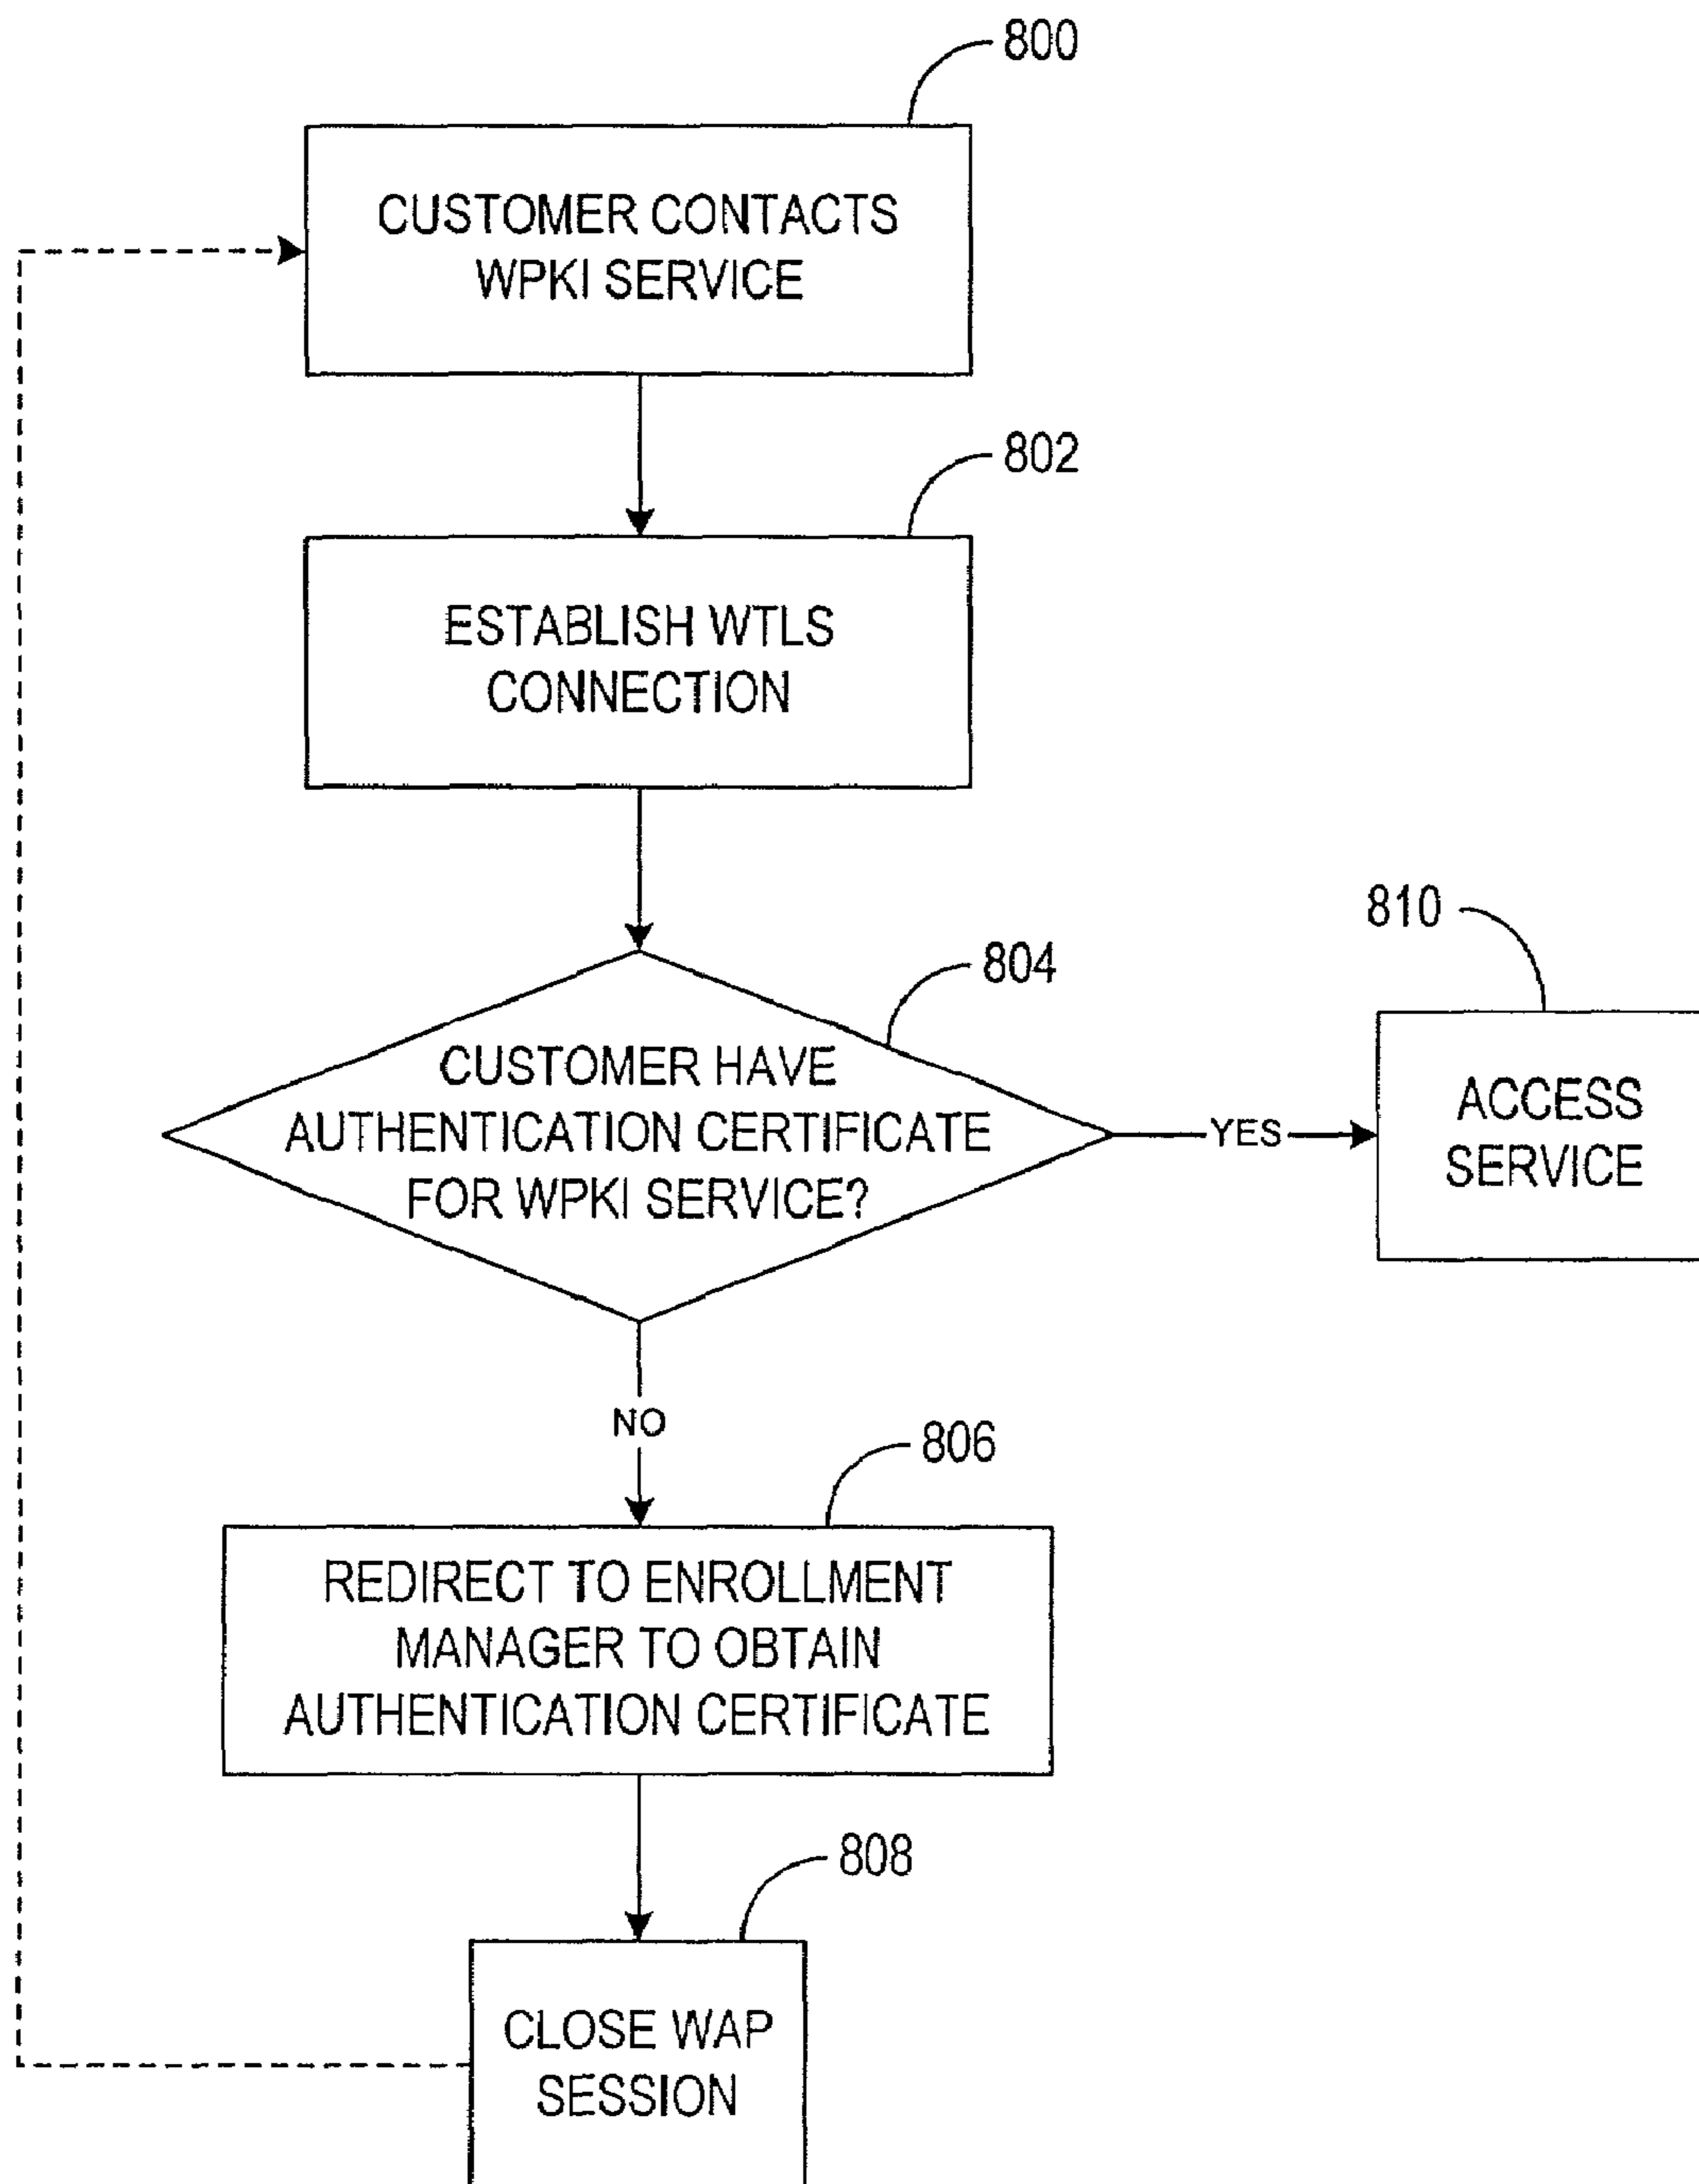 800
CUSTOMER CONTACTS
WPKI SERVICE
802
ESTABLISH WTLS
CONNECTION
804
CUSTOMER HAVE
AUTHENTICATION CERTIFICATE
FOR WPKI SERVICE?
YES
810
ACCESS
SERVICE
NO
806
REDIRECT TO ENROLLMENT
MANAGER TO OBTAIN
AUTHENTICATION CERTIFICATE
808
CLOSE WAP
SESSION